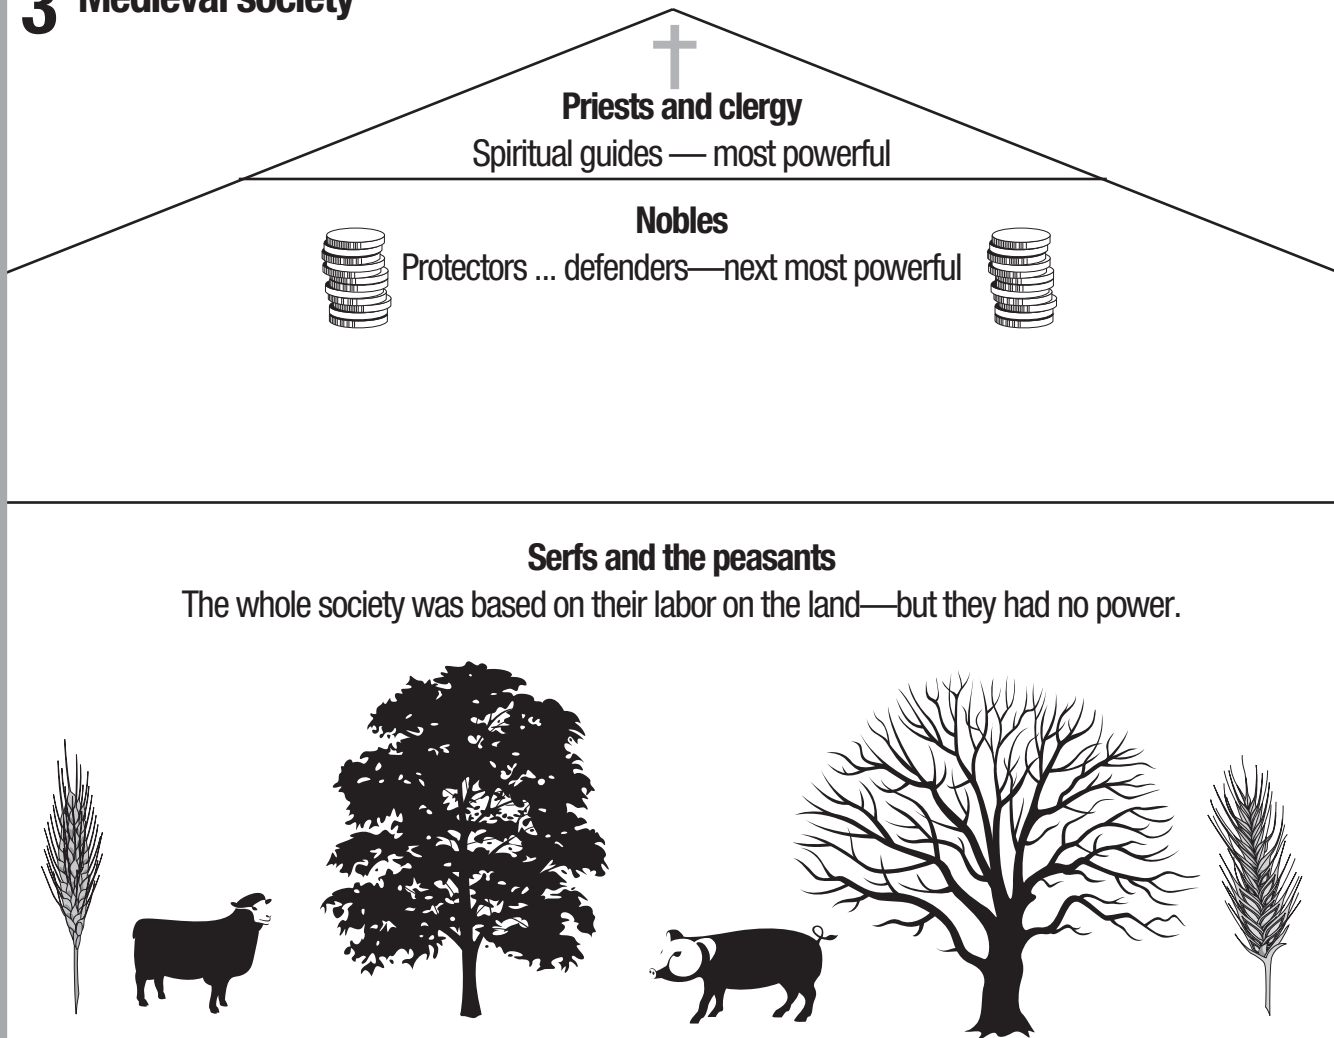 3 Medieval society
Priests and clergy
Spiritual guides — most powerful
Nobles
Protectors ... defenders—next most powerful
Serfs and the peasants
The whole society was based on their labor on the land—but they had no power.